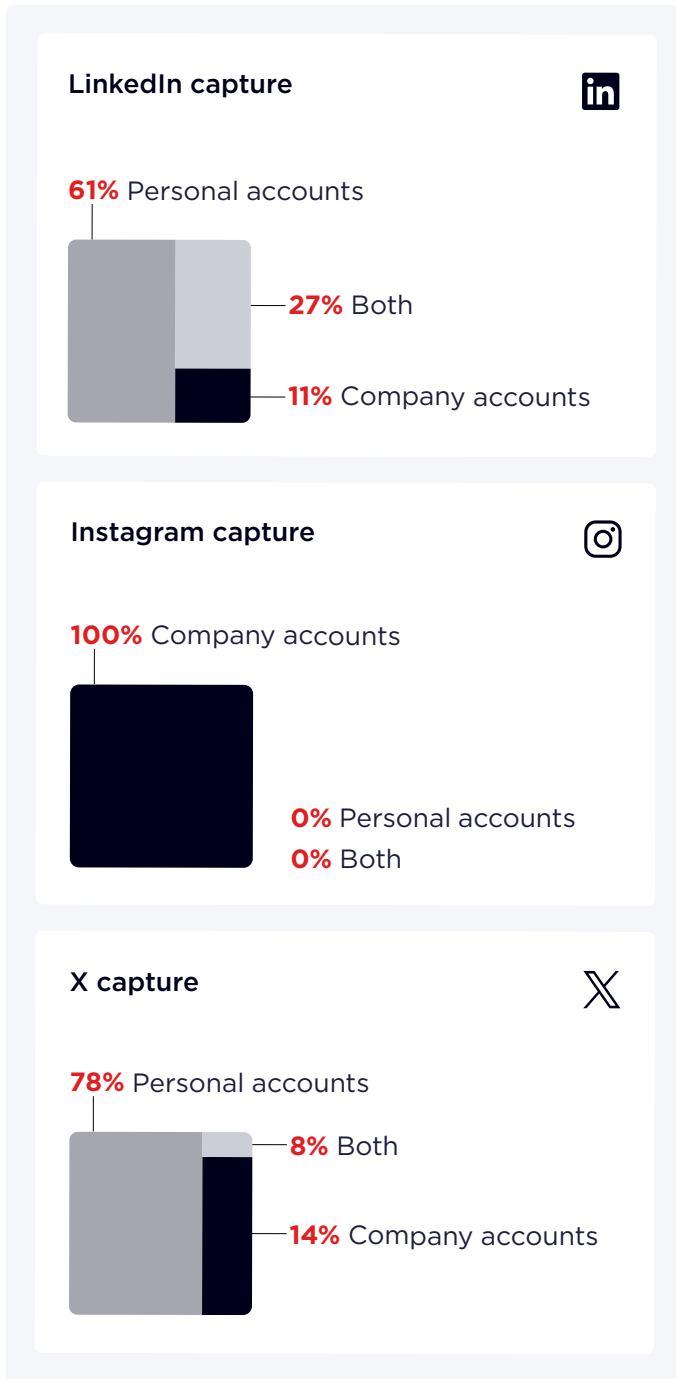 LinkedIn capture
in
61% Personal accounts
27% Both
11% Company accounts
Instagram capture
100% Company accounts
0% Personal accounts
0% Both
X capture
78% Personal accounts
8% Both
14% Company accounts